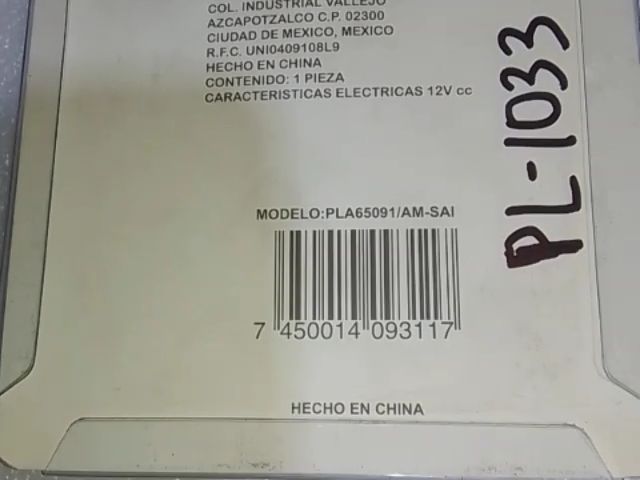 COL. INDUSTRIAL VALLEJO
AZCAPOTZALCO C.P. 02300
CIUDAD DE MEXICO, MEXICO
R.F.C. UNI0409108L9
HECHO EN CHINA
CONTENIDO: 1 PIEZA
CARACTERISTICAS ELECTRICAS 12V cc
PL-1033
MODELO:PLA65091/AM-SAI
7 450014 093117
HECHO EN CHINA